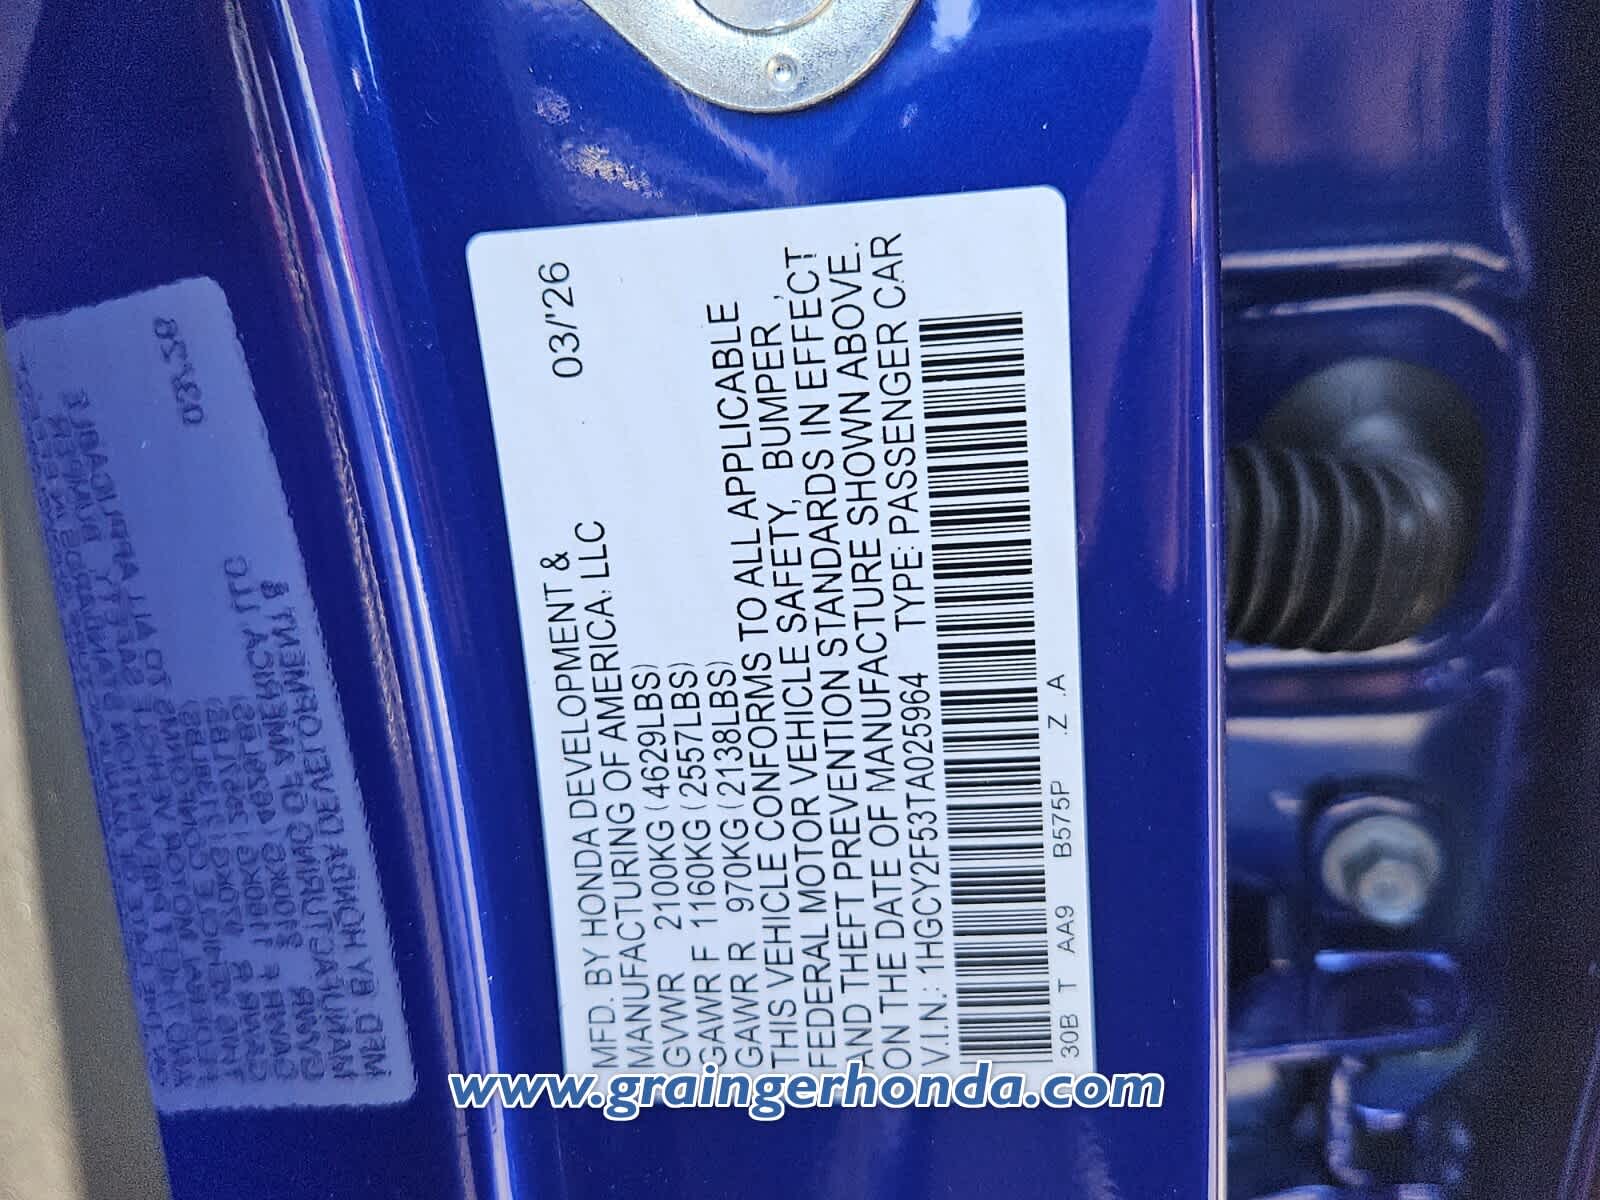 MFD. BY HONDA DEVELOPMENT &
MANUFACTURING OF AMERICA, LLC 03/'26
GVWR 2100KG (4629LBS)
GAWR F 1160KG (2557LBS)
GAWR R 970KG (2138LBS)
THIS VEHICLE CONFORMS TO ALL APPLICABLE
FEDERAL MOTOR VEHICLE SAFETY, BUMPER,
AND THEFT PREVENTION STANDARDS IN EFFECT
ON THE DATE OF MANUFACTURE SHOWN ABOVE.
V.I.N.: 1HGCY2F53TA025964 TYPE: PASSENGER CAR
30B T AA9 B575P .Z .A
www.graingerhonda.com